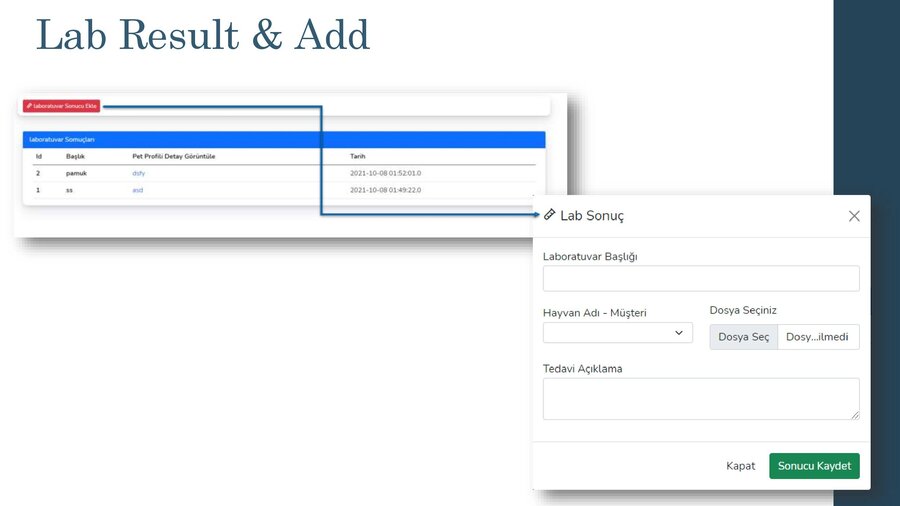 Lab Result & Add
laboratuvar Sonucu Ekle
laboratuvar Somuçları
Id Başlık Pet Profili Detay Görüntüle Tarih
2 pamuk dsfy 2021-10-08 01:52:01.0
1 ss asd 2021-10-08 01:49:22.0
Lab Sonuç
Laboratuvar Başlığı
Hayvan Adı - Müşteri Dosya Seçiniz
Dosya Seç Dosy...ilmedi
Tedavi Açıklama
Kapat Sonucu Kaydet